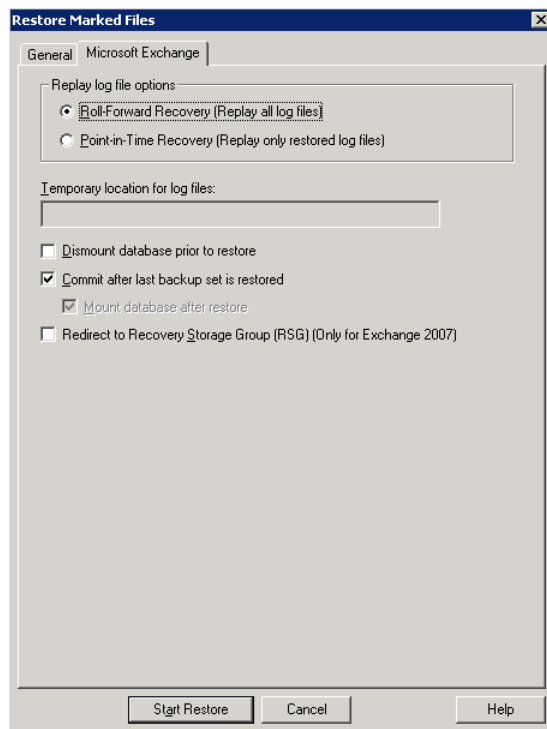 Restore Marked Files
General
Microsoft Exchange
Replay log file options
Roll-Forward Recovery (Replay all log files)
Point-in-Time Recovery (Replay only restored log files)
Temporary location for log files:
Dismount database prior to restore
Commit after last backup set is restored
Mount database after restore
Redirect to Recovery Storage Group (RSG) (Only for Exchange 2007)
Start Restore
Cancel
Help